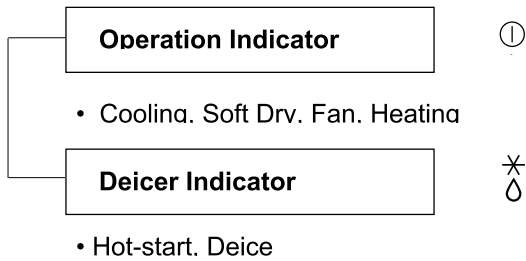 Operation Indicator
• Cooling, Soft Dry, Fan, Heating
Deicer Indicator
• Hot-start, Deice